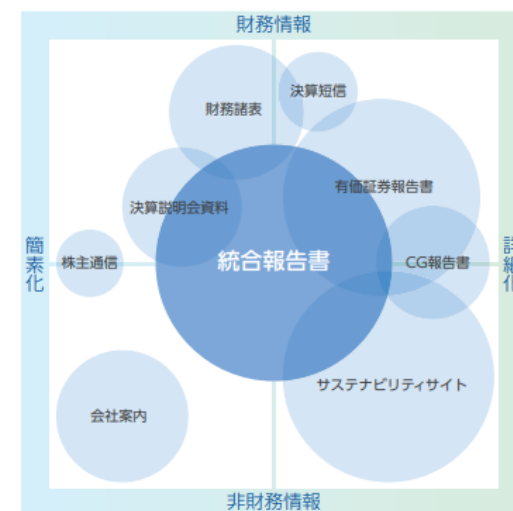 財務情報
決算短信
財務諸表
有価証券報告書
決算説明会資料
簡素化
株主通信
統合報告書
CG報告書
詳細化
サステナビリティサイト
会社案内
非財務情報